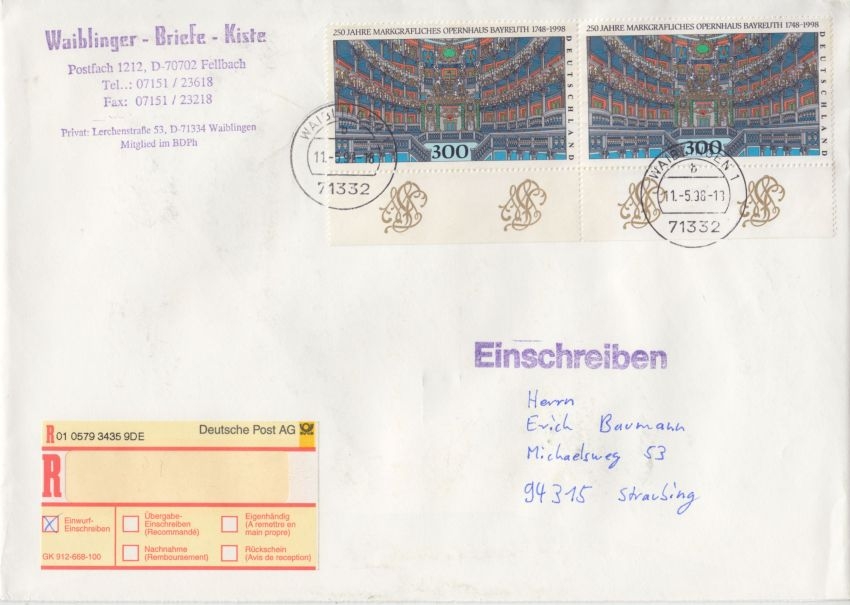 Waiblinger - Briefe - Kiste
Postfach 1212, D-70702 Fellbach
Tel..: 07151 / 23618
Fax: 07151 / 23218
Privat: Lerchenstraße 53, D-71334 Waiblingen
Mitglied im BDPh
250 JAHRE MARKGRÄFLICHES OPERNHAUS BAYREUTH 1748-1998
DEUTSCHLAND
300
250 JAHRE MARKGRÄFLICHES OPERNHAUS BAYREUTH 1748-1998
DEUTSCHLAND
300
b
71332
WAIBLINGEN 1
b
11.-5.98-13
71332
Einschreiben
Herrn
Erich Baumann
Michaelsweg 53
94315 Straubing
R 01 0579 3435 9DE
Deutsche Post AG
R
Einwurf-
Einschreiben
Übergabe-
Einschreiben
(Recommandé)
Eigenhändig
(A remettre en
main propre)
GK 912-668-100
Nachnahme
(Remboursement)
Rückschein
(Avis de reception)